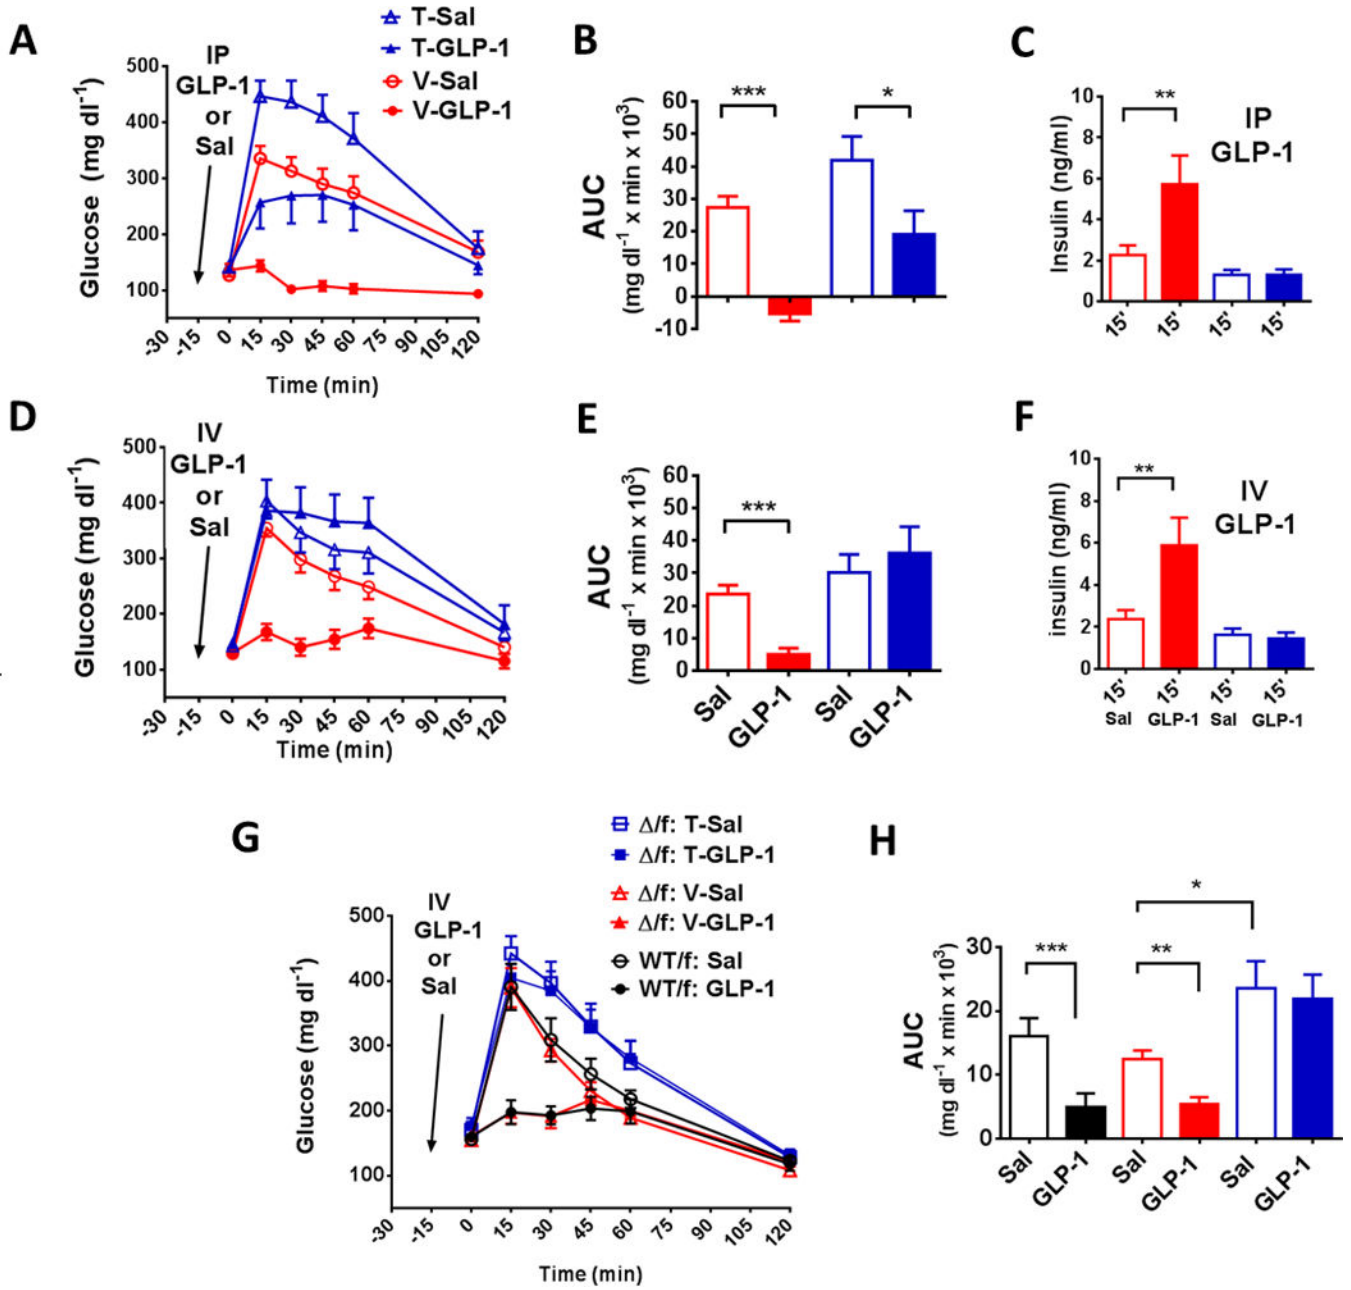 A
T-Sal
T-GLP-1
V-Sal
V-GLP-1
IP
GLP-1
or
Sal
Glucose (mg dl⁻¹)
500
400
300
200
100
-30 -15 0 15 30 45 60 75 90 105 120
Time (min)
B
*** *
AUC
(mg dl⁻¹ x min x 10³)
60
50
40
30
20
10
0
-10
C
**
IP
GLP-1
Insulin (ng/ml)
10
8
6
4
2
0
15' 15' 15' 15'
D
IV
GLP-1
or
Sal
Glucose (mg dl⁻¹)
500
400
300
200
100
-30 -15 0 15 30 45 60 75 90 105 120
Time (min)
E
***
AUC
(mg dl⁻¹ x min x 10³)
60
50
40
30
20
10
0
Sal GLP-1 Sal GLP-1
F
**
IV
GLP-1
insulin (ng/ml)
10
8
6
4
2
0
15' 15' 15' 15'
Sal GLP-1 Sal GLP-1
G
Δ/f: T-Sal
Δ/f: T-GLP-1
Δ/f: V-Sal
Δ/f: V-GLP-1
WT/f: Sal
WT/f: GLP-1
IV
GLP-1
or
Sal
Glucose (mg dl⁻¹)
500
400
300
200
100
-30 -15 0 15 30 45 60 75 90 105 120
Time (min)
H
*
*** **
AUC
(mg dl⁻¹ x min x 10³)
30
20
10
0
Sal GLP-1 Sal GLP-1 Sal GLP-1